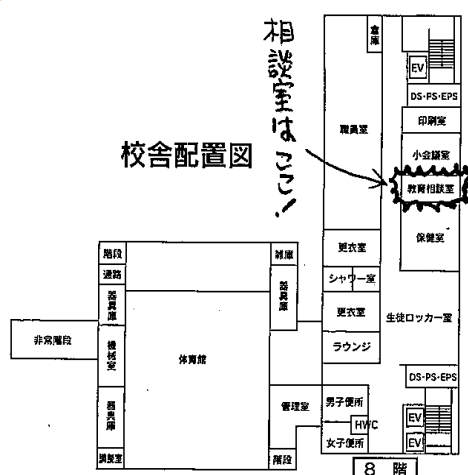 相談室はここ!
校舎配置図
倉庫
EV
DS・PS・EPS
職員室
印刷室
小会議室
教育相談室
保健室
更衣室
シャワー室
更衣室
生徒ロッカー室
ラウンジ
DS・PS・EPS
男子便所
HWC
女子便所
EV
EV
8 階
階段
通路
器具庫
機械室
器具庫
非常階段
体育館
雑庫
器具庫
管理室
階段